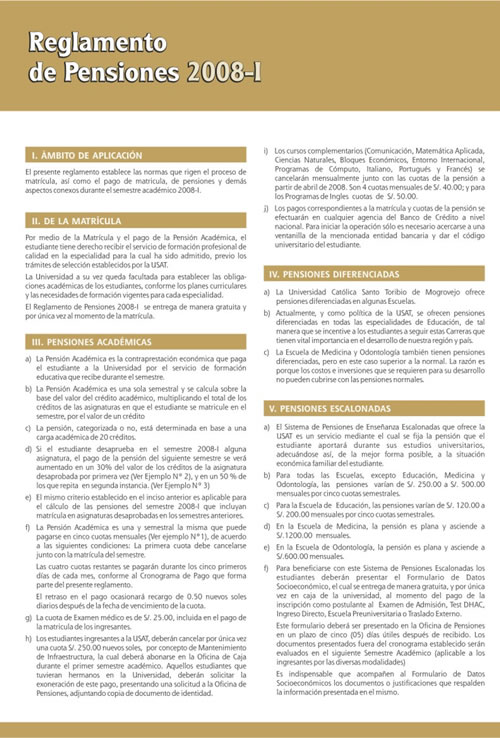 Reglamento
de Pensiones 2008-I
I. ÁMBITO DE APLICACIÓN
El presente reglamento establece las normas que rigen el proceso de
matrícula, así como el pago de matrícula, de pensiones y demás
aspectos conexos durante el semestre académico 2008-I.
II. DE LA MATRÍCULA
Por medio de la Matrícula y el pago de la Pensión Académica, el
estudiante tiene derecho recibir el servicio de formación profesional de
calidad en la especialidad para la cual ha sido admitido, previo los
trámites de selección establecidos por la USAT.
La Universidad a su vez queda facultada para establecer las obliga-
ciones académicas de los estudiantes, conforme los planes curriculares
y las necesidades de formación vigentes para cada especialidad.
El Reglamento de Pensiones 2008-I se entrega de manera gratuita y
por única vez al momento de la matrícula.
III. PENSIONES ACADÉMICAS
a) La Pensión Académica es la contraprestación económica que paga
el estudiante a la Universidad por el servicio de formación
educativa que recibe durante el semestre.
b) La Pensión Académica es una sola semestral y se calcula sobre la
base del valor del crédito académico, multiplicando el total de los
créditos de las asignaturas en que el estudiante se matricule en el
semestre, por el valor de un crédito
c) La pensión, categorizada o no, está determinada en base a una
carga académica de 20 créditos.
d) Si el estudiante desaprueba en el semestre 2008-I alguna
asignatura, el pago de la pensión del siguiente semestre se verá
aumentado en un 30% del valor de los créditos de la asignatura
desaprobada por primera vez (Ver Ejemplo N° 2), y en un 50 % de
los que repita en segunda instancia. (Ver Ejemplo N° 3)
e) El mismo criterio establecido en el inciso anterior es aplicable para
el cálculo de las pensiones del semestre 2008-I que incluyan
matrícula en asignaturas desaprobadas en los semestres anteriores.
f) La Pensión Académica es una y semestral la misma que puede
pagarse en cinco cuotas mensuales (Ver ejemplo N°1), de acuerdo
a las siguientes condiciones: La primera cuota debe cancelarse
junto con la matrícula del semestre.
Las cuatro cuotas restantes se pagarán durante los cinco primeros
días de cada mes, conforme al Cronograma de Pago que forma
parte del presente reglamento.
El retraso en el pago ocasionará recargo de 0.50 nuevos soles
diarios después de la fecha de vencimiento de la cuota.
g) La cuota de Examen médico es de S/. 25.00, incluida en el pago de
la matrícula de los ingresantes.
h) Los estudiantes ingresantes a la USAT, deberán cancelar por única vez
una cuota S/. 250.00 nuevos soles, por concepto de Mantenimiento
de Infraestructura, la cual deberá abonarse en la Oficina de Caja
durante el primer semestre académico. Aquellos estudiantes que
tuvieran hermanos en la Universidad, deberán solicitar la
exoneración de este pago, presentando una solicitud a la Oficina de
Pensiones, adjuntando copia de documento de identidad.
i) Los cursos complementarios (Comunicación, Matemática Aplicada,
Ciencias Naturales, Bloques Económicos, Entorno Internacional,
Programas de Cómputo, Italiano, Portugués y Francés) se
cancelarán mensualmente junto con las cuotas de la pensión a
partir de abril de 2008. Son 4 cuotas mensuales de S/. 40.00; y para
los Programas de Ingles cuotas de S/. 50.00.
j) Los pagos correspondientes a la matrícula y cuotas de la pensión se
efectuarán en cualquier agencia del Banco de Crédito a nivel
nacional. Para iniciar la operación sólo es necesario acercarse a una
ventanilla de la mencionada entidad bancaria y dar el código
universitario del estudiante.
IV. PENSIONES DIFERENCIADAS
a) La Universidad Católica Santo Toribio de Mogrovejo ofrece
pensiones diferenciadas en algunas Escuelas.
b) Actualmente, y como política de la USAT, se ofrecen pensiones
diferenciadas en todas las especialidades de Educación, de tal
manera que se incentive a los estudiantes a seguir estas Carreras que
tienen vital importancia en el desarrollo de nuestra región y país.
c) La Escuela de Medicina y Odontología también tienen pensiones
diferenciadas, pero en este caso superior a la normal. La razón es
porque los costos e inversiones que se requieren para su desarrollo
no pueden cubrirse con las pensiones normales.
V. PENSIONES ESCALONADAS
a) El Sistema de Pensiones de Enseñanza Escalonadas que ofrece la
USAT es un servicio mediante el cual se fija la pensión que el
estudiante aportará durante sus estudios universitarios,
adecuándose así, de la mejor forma posible, a la situación
económica familiar del estudiante.
b) Para todas las Escuelas, excepto Educación, Medicina y
Odontología, las pensiones varían de S/. 250.00 a S/. 500.00
mensuales por cinco cuotas semestrales.
c) Para la Escuela de Educación, las pensiones varían de S/. 120.00 a
S/. 200.00 mensuales por cinco cuotas semestrales.
d) En la Escuela de Medicina, la pensión es plana y asciende a
S/.1200.00 mensuales.
e) En la Escuela de Odontología, la pensión es plana y asciende a
S/.600.00 mensuales.
f) Para beneficiarse con este Sistema de Pensiones Escalonadas los
estudiantes deberán presentar el Formulario de Datos
Socioeconómico, el cual se entrega de manera gratuita, y por única
vez en caja de la universidad, al momento del pago de la
inscripción como postulante al Examen de Admisión, Test DHAC,
Ingreso Directo, Escuela Preuniversitaria o Traslado Externo.
Este formulario deberá ser presentado en la Oficina de Pensiones
en un plazo de cinco (05) días útiles después de recibido. Los
documentos presentados fuera del cronograma establecido serán
evaluados en el siguiente Semestre Académico (aplicable a los
ingresantes por las diversas modalidades)
Es indispensable que acompañen al Formulario de Datos
Socioeconómicos los documentos o justificaciones que respalden
la información presentada en el mismo.